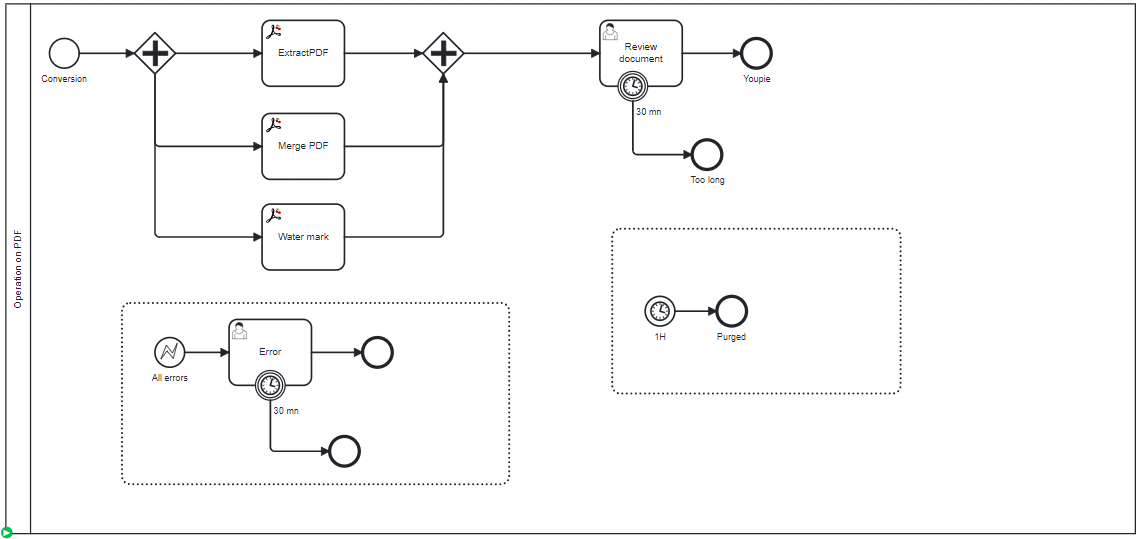 Operation on PDF
Conversion
ExtractPDF
Merge PDF
Water mark
Review
document
30 mn
Youpie
Too long
All errors
Error
30 mn
1H
Purged